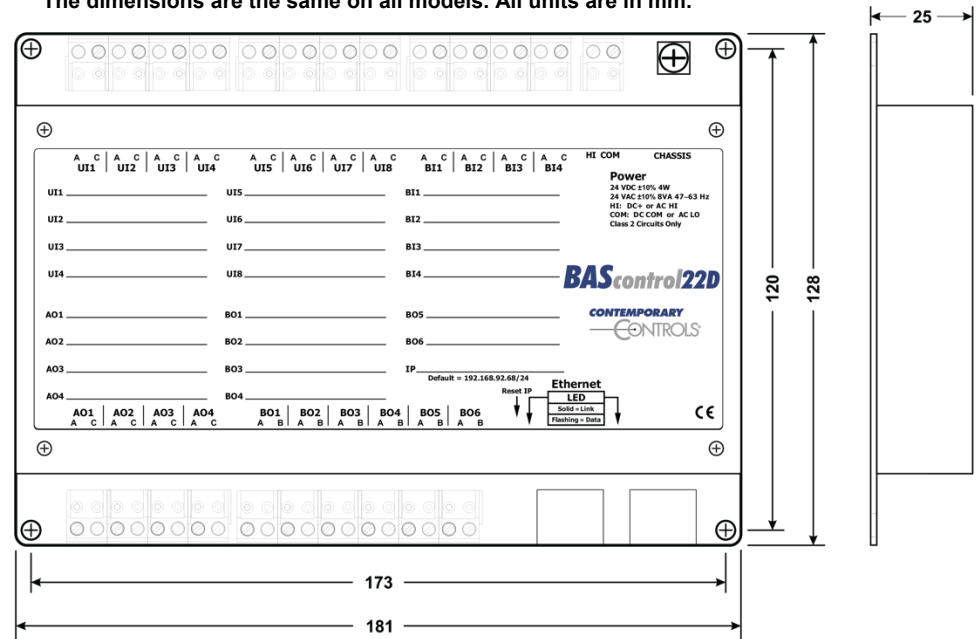 The dimensions are the same on all models. All units are in mm.
25
A C | A C | A C | A C A C | A C | A C | A C A C | A C | A C | A C HI COM CHASSIS
UI1 UI2 UI3 UI4 UI5 UI6 UI7 UI8 BI1 BI2 BI3 BI4
Power
24 VDC ±10% 4W
24 VAC ±10% 8VA 47–63 Hz
HI: DC+ or AC HI
COM: DC COM or AC LO
Class 2 Circuits Only
UI1 UI5 BI1
UI2 UI6 BI2
UI3 UI7 BI3
UI4 UI8 BI4
BAScontrol22D
120
128
AO1 BO1 BO5
CONTEMPORARY
CONTROLS
AO2 BO2 BO6
AO3 BO3 IP
Default = 192.168.92.68/24
AO4 BO4
Reset IP
Ethernet
LED
Solid = Link
Flashing = Data
CE
AO1 AO2 AO3 AO4 BO1 BO2 BO3 BO4 BO5 BO6
A C | A C | A C | A C A B | A B | A B | A B | A B | A B
173
181